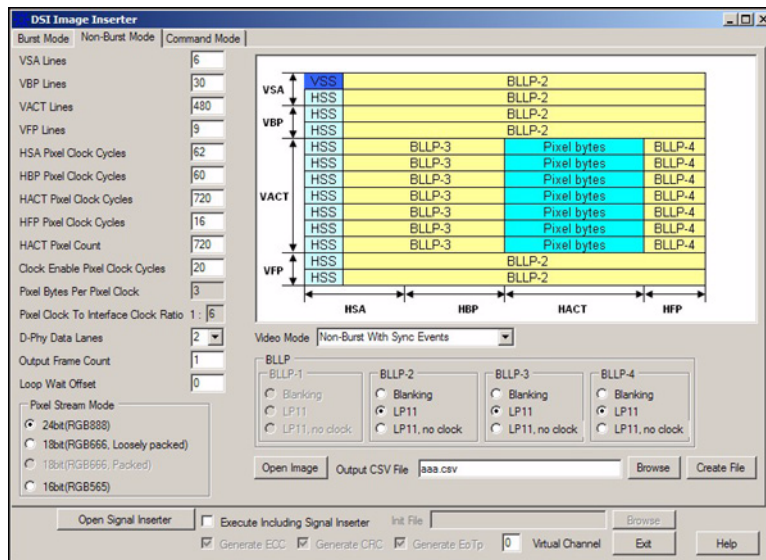 DSI Image Inserter
Burst Mode Non-Burst Mode Command Mode
VSA Lines 6
VBP Lines 30
VACT Lines 480
VFP Lines 9
HSA Pixel Clock Cycles 62
HBP Pixel Clock Cycles 60
HACT Pixel Clock Cycles 720
HFP Pixel Clock Cycles 16
HACT Pixel Count 720
Clock Enable Pixel Clock Cycles 20
Pixel Bytes Per Pixel Clock 3
Pixel Clock To Interface Clock Ratio 1 : 6
D-Phy Data Lanes 2
Output Frame Count 1
Loop Wait Offset 0
Pixel Stream Mode
24bit(RGB888)
18bit(RGB666, Loosely packed)
18bit(RGB666, Packed)
16bit(RGB565)
VSA
VBP
VACT
VFP
VSS BLLP-2
HSS BLLP-2
HSS BLLP-2
HSS BLLP-2
HSS BLLP-3 Pixel bytes BLLP-4
HSS BLLP-3 Pixel bytes BLLP-4
HSS BLLP-3 Pixel bytes BLLP-4
HSS BLLP-3 Pixel bytes BLLP-4
HSS BLLP-3 Pixel bytes BLLP-4
HSS BLLP-3 Pixel bytes BLLP-4
HSS BLLP-3 Pixel bytes BLLP-4
HSS BLLP-2
HSS BLLP-2
HSA HBP HACT HFP
Video Mode Non-Burst With Sync Events
BLLP
BLLP-1 BLLP-2 BLLP-3 BLLP-4
Blanking Blanking Blanking Blanking
LP11 LP11 LP11 LP11
LP11, no clock LP11, no clock LP11, no clock LP11, no clock
Open Image Output CSV File aaa.csv Browse Create File
Open Signal Inserter Execute Including Signal Inserter Init File Browse
Generate ECC Generate CRC Generate EoTp 0 Virtual Channel Exit Help